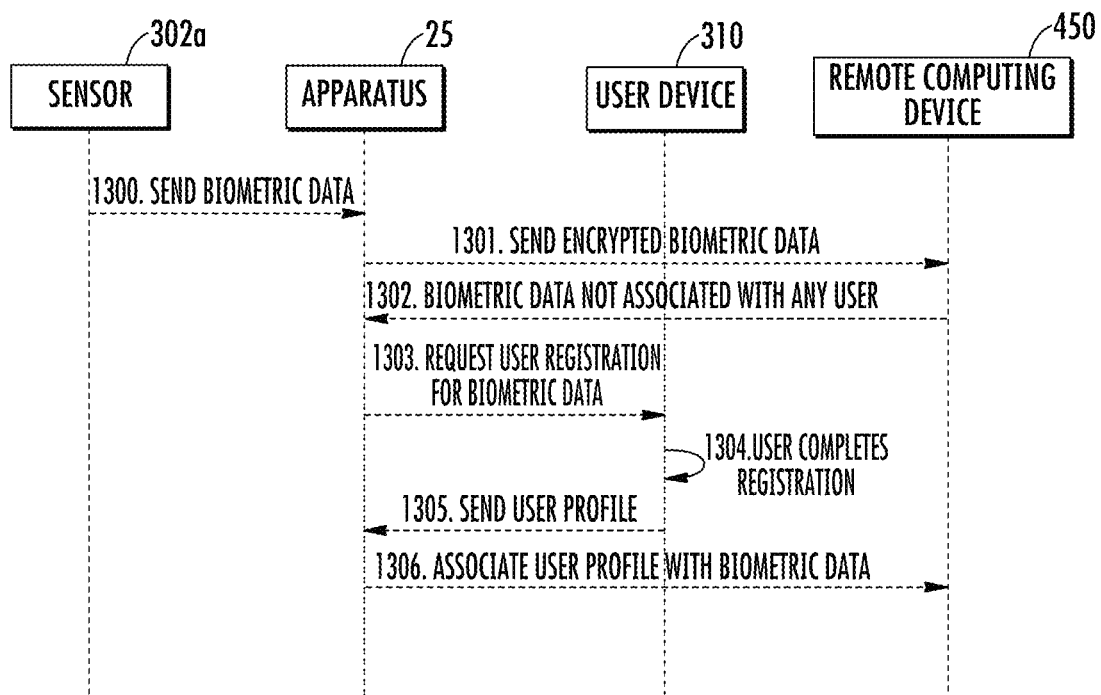 302a
25
310
450
SENSOR
APPARATUS
USER DEVICE
REMOTE COMPUTING
DEVICE
1300. SEND BIOMETRIC DATA
1301. SEND ENCRYPTED BIOMETRIC DATA
1302. BIOMETRIC DATA NOT ASSOCIATED WITH ANY USER
1303. REQUEST USER REGISTRATION
FOR BIOMETRIC DATA
1304.USER COMPLETES
REGISTRATION
1305. SEND USER PROFILE
1306. ASSOCIATE USER PROFILE WITH BIOMETRIC DATA